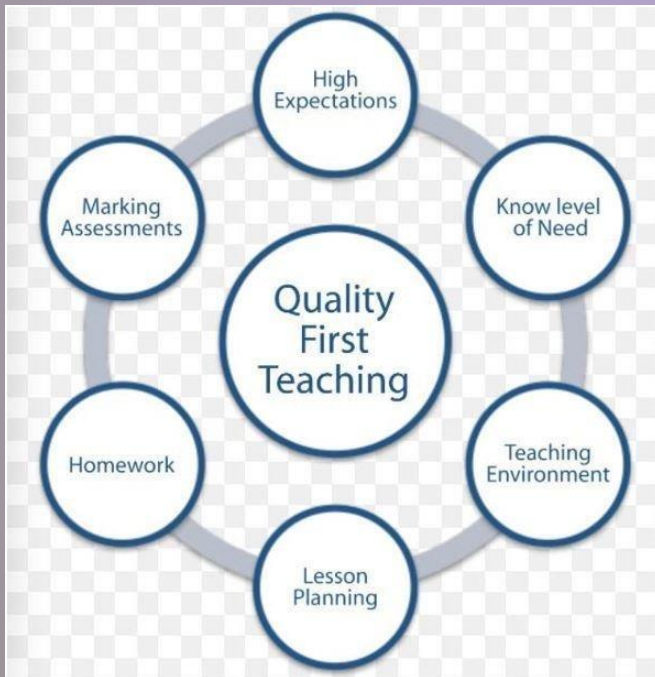 High
Expectations
Marking
Assessments
Know level
of Need
Quality
First
Teaching
Homework
Teaching
Environment
Lesson
Planning